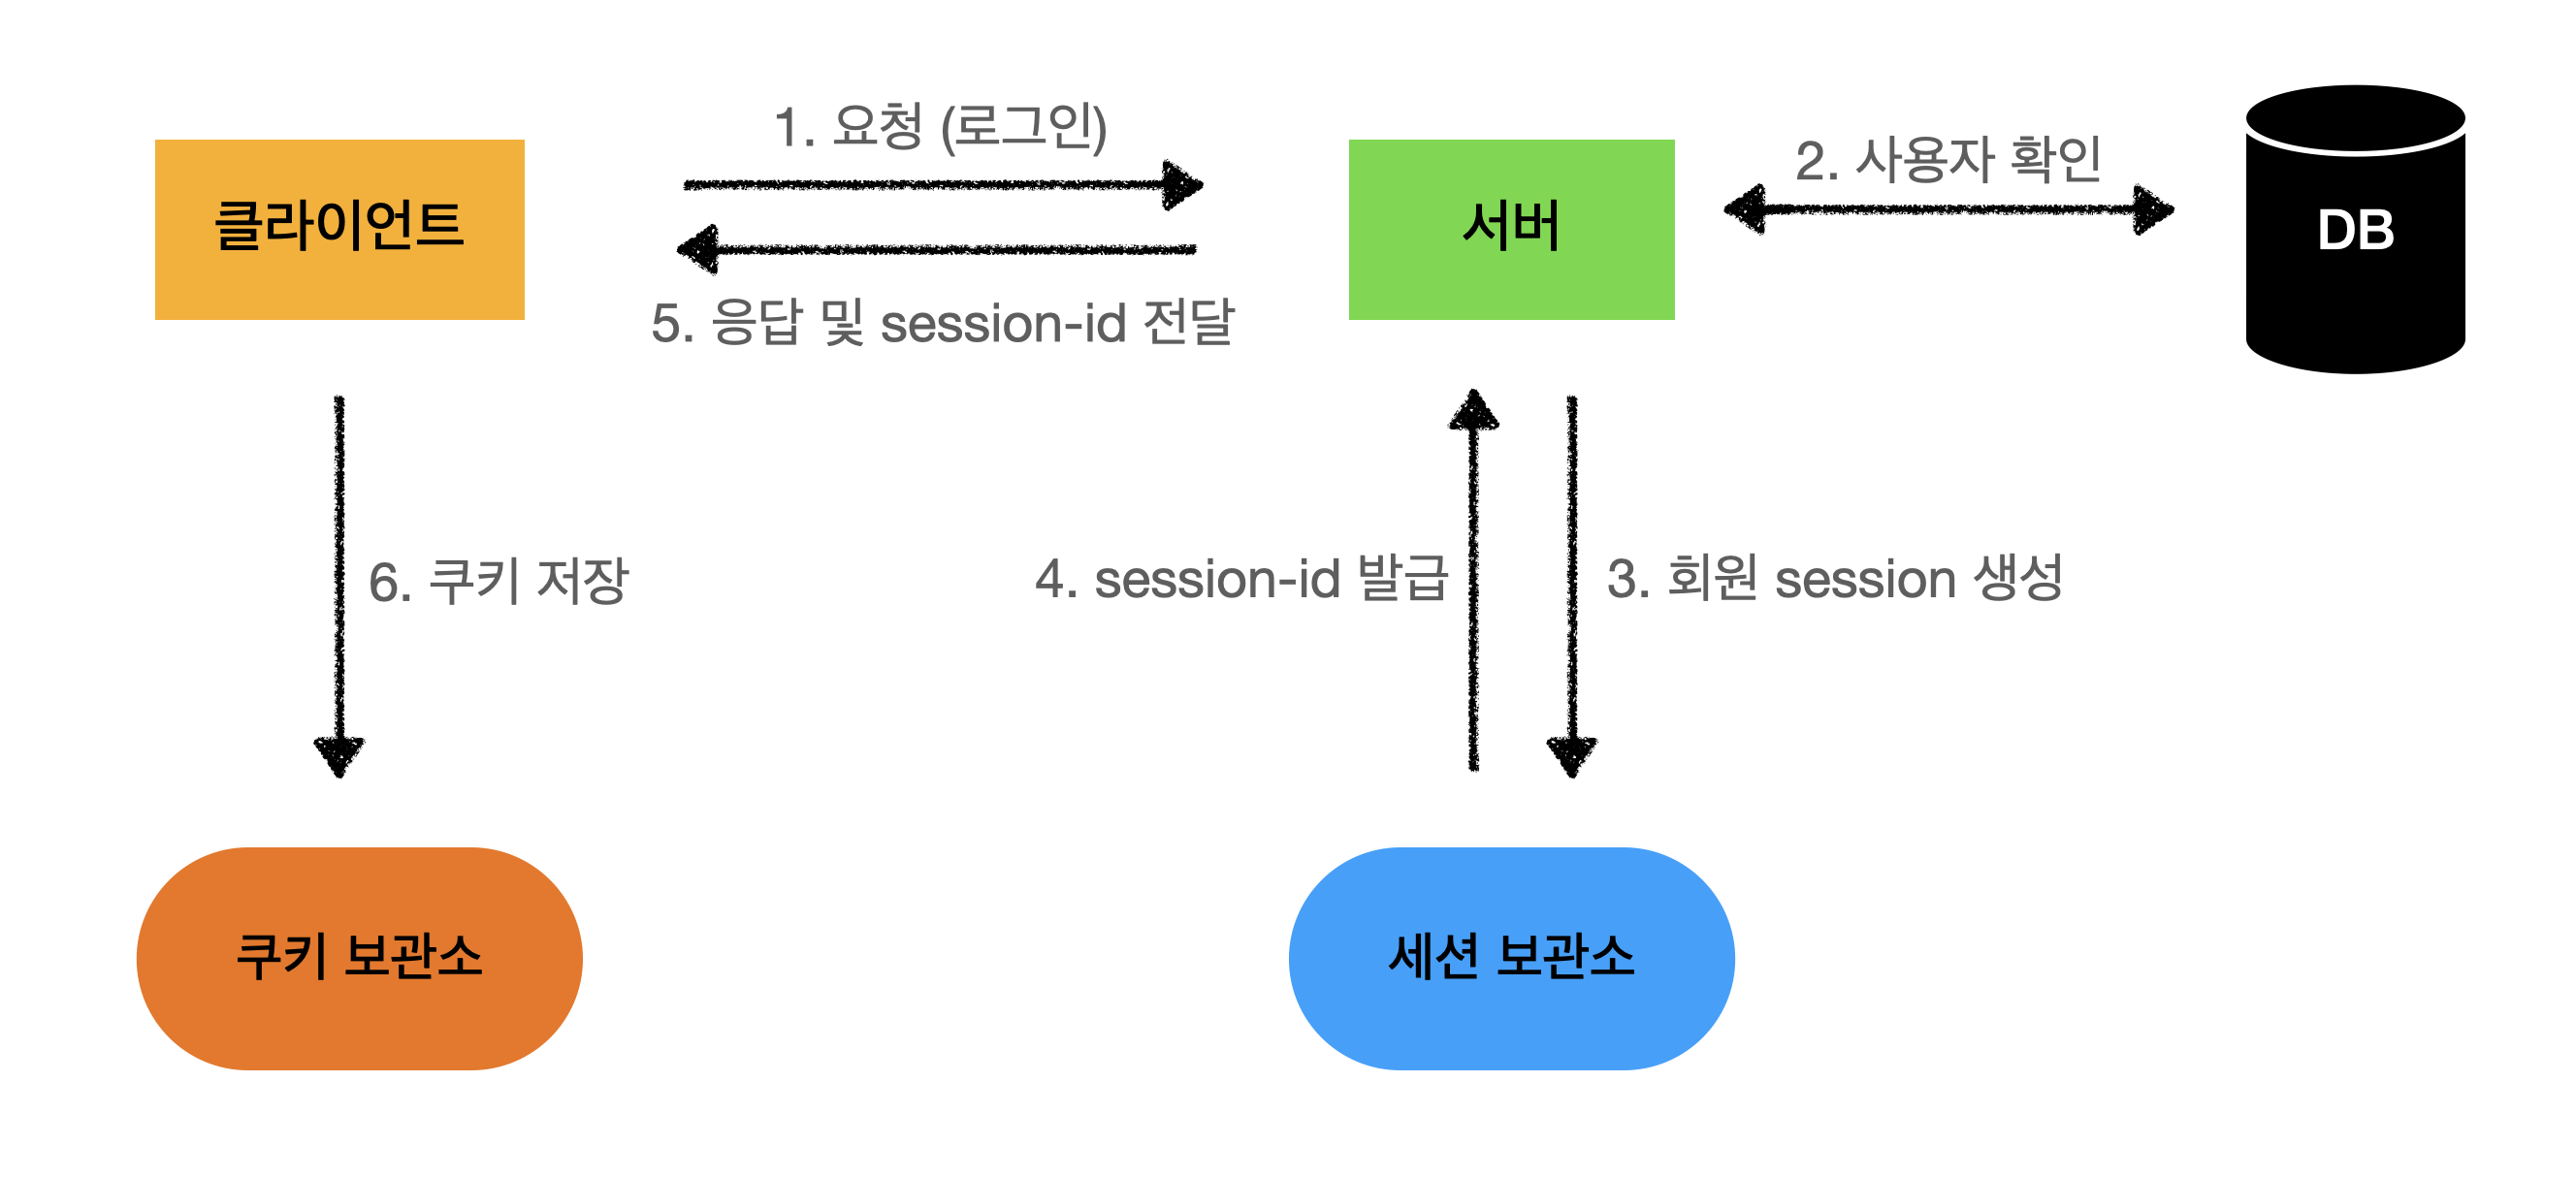 1. 요청 (로그인)
클라이언트
서버
2. 사용자 확인
DB
5. 응답 및 session-id 전달
6. 쿠키 저장
4. session-id 발급
3. 회원 session 생성
쿠키 보관소
세션 보관소